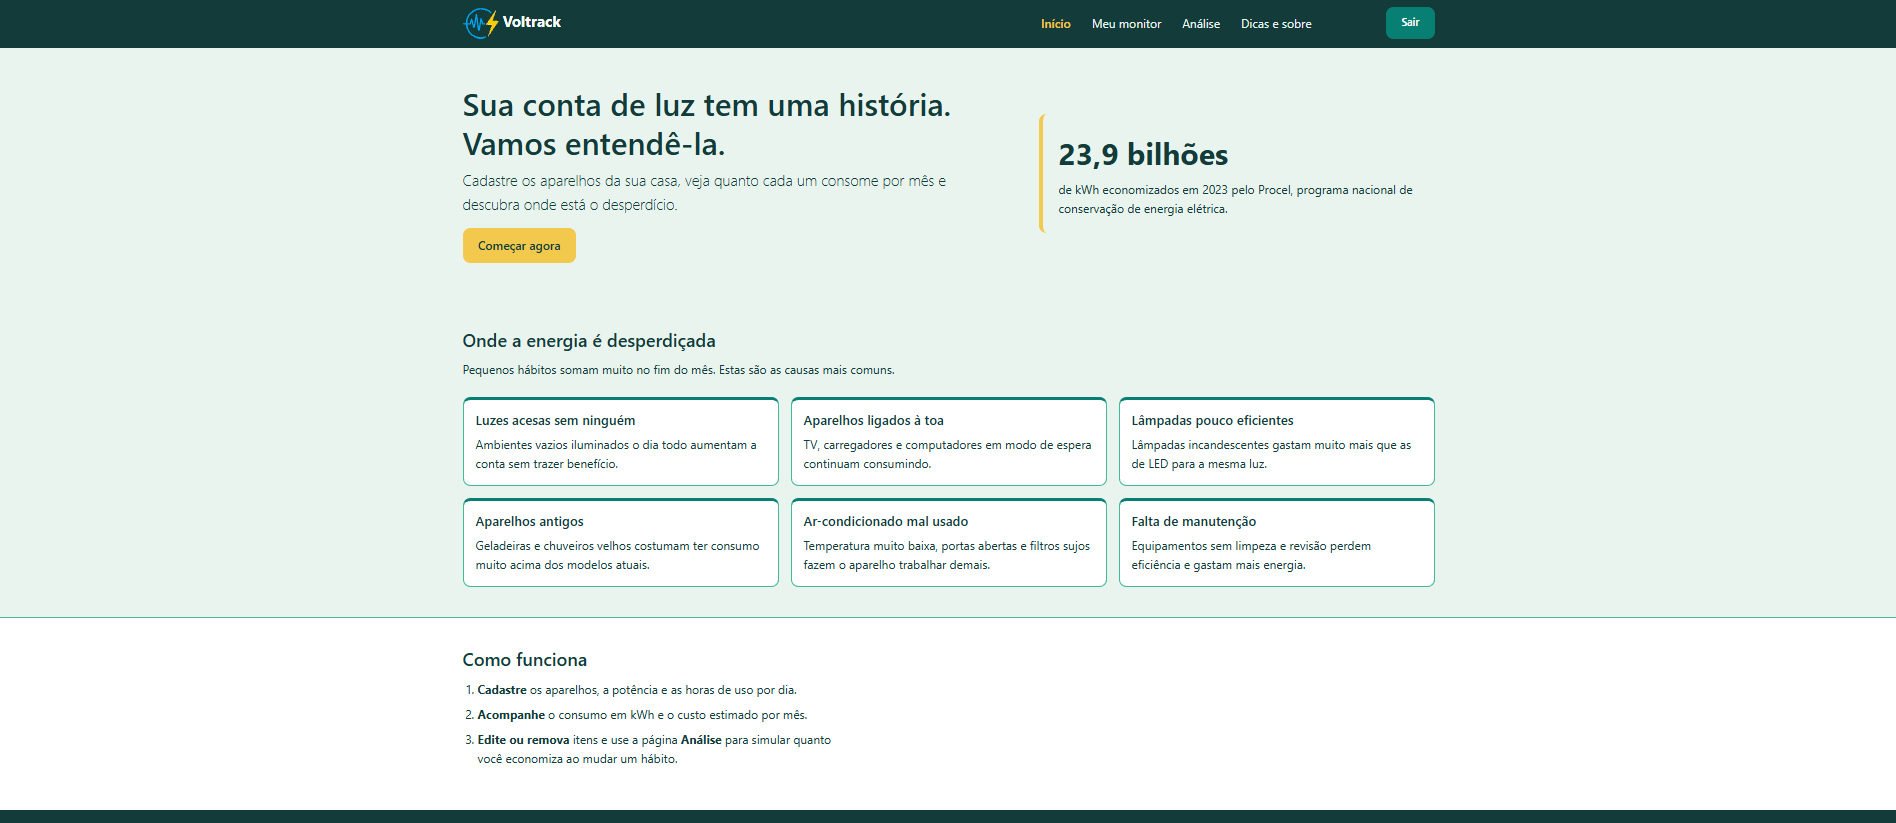 Voltrack
Início
Meu monitor
Análise
Dicas e sobre
Sair
Sua conta de luz tem uma história.
Vamos entendê-la.
Cadastre os aparelhos da sua casa, veja quanto cada um consome por mês e
descubra onde está o desperdício.
Começar agora
23,9 bilhões
de kWh economizados em 2023 pelo Procel, programa nacional de
conservação de energia elétrica.
Onde a energia é desperdiçada
Pequenos hábitos somam muito no fim do mês. Estas são as causas mais comuns.
Luzes acesas sem ninguém
Ambientes vazios iluminados o dia todo aumentam a
conta sem trazer benefício.
Aparelhos ligados à toa
TV, carregadores e computadores em modo de espera
continuam consumindo.
Lâmpadas pouco eficientes
Lâmpadas incandescentes gastam muito mais que as
de LED para a mesma luz.
Aparelhos antigos
Geladeiras e chuveiros velhos costumam ter consumo
muito acima dos modelos atuais.
Ar-condicionado mal usado
Temperatura muito baixa, portas abertas e filtros sujos
fazem o aparelho trabalhar demais.
Falta de manutenção
Equipamentos sem limpeza e revisão perdem
eficiência e gastam mais energia.
Como funciona
1. Cadastre os aparelhos, a potência e as horas de uso por dia.
2. Acompanhe o consumo em kWh e o custo estimado por mês.
3. Edite ou remova itens e use a página Análise para simular quanto
você economiza ao mudar um hábito.